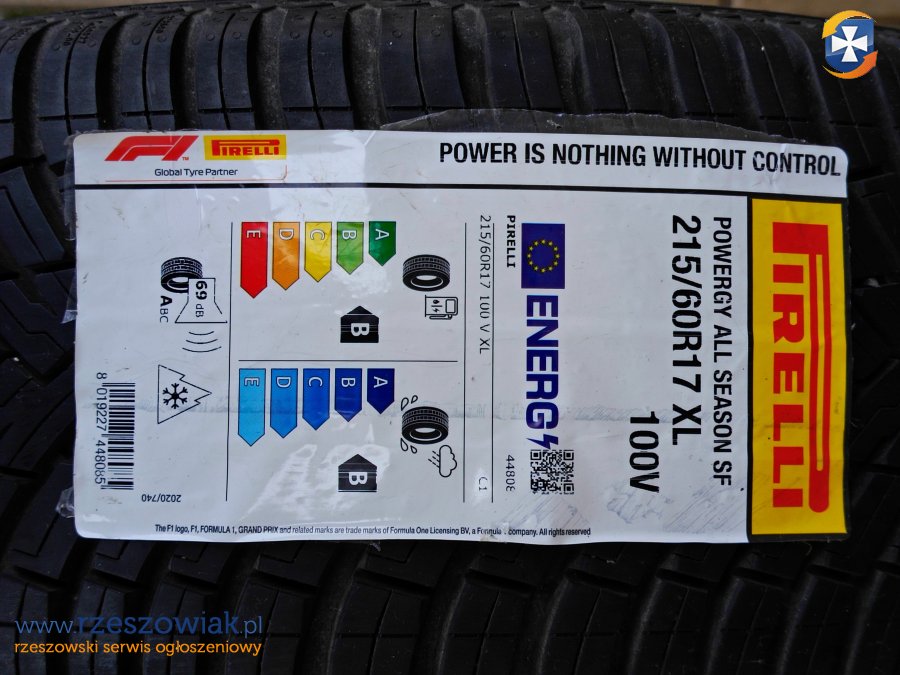 F1™
PIRELLI
Global Tyre Partner
POWER IS NOTHING WITHOUT CONTROL
PIRELLI
POWERGY ALL SEASON SF
215/60R17 XL
100V
ENERG
PIRELLI
44808
215/60R17 100 V XL
C1
A
B
C
D
E
B
A
B
C
D
E
B
69 dB
ABC
8 019227 448085
2020/740
The F1 logo, F1, FORMULA 1, GRAND PRIX and related marks are trade marks of Formula One Licensing BV, a Formula 1 company. All rights reserved
www.rzeszowiak.pl
rzeszowski serwis ogłoszeniowy